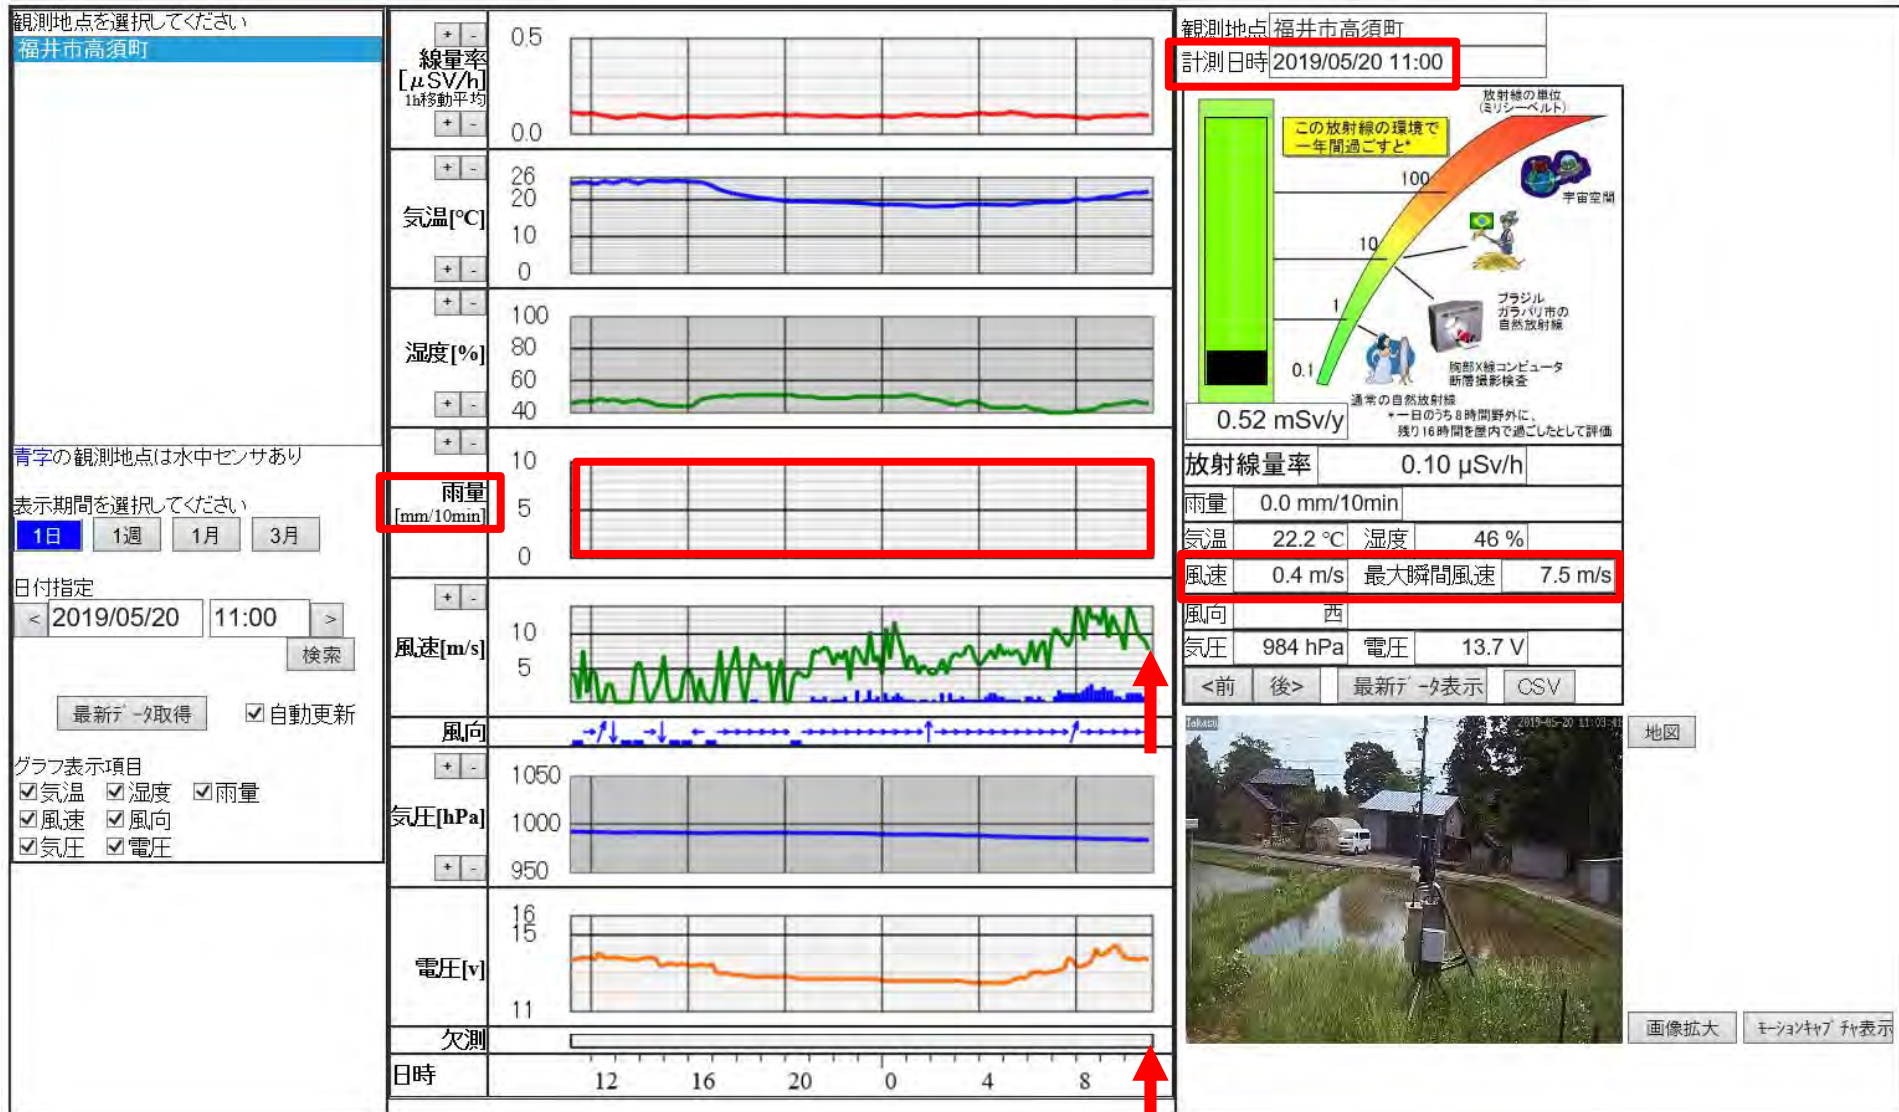 観測地点を選択してください
福井市高須町
青字の観測地点は水中センサあり
表示期間を選択してください
1日 1週 1月 3月
日付指定
< 2019/05/20 11:00 >
検索
最新データ取得 自動更新
グラフ表示項目
気温 湿度 雨量
風速 風向
気圧 電圧
+ -
線量率
[μSV/h]
1h移動平均
+ -
0.5
0.0
+ -
気温[°C]
+ -
26
20
10
0
+ -
湿度[%]
+ -
100
80
60
40
+ -
雨量
[mm/10min]
10
5
0
+ -
風速[m/s]
10
5
風向
+ -
気圧[hPa]
+ -
1050
1000
950
電圧[v]
16
15
11
欠測
日時
12 16 20 0 4 8
観測地点 福井市高須町
計測日時 2019/05/20 11:00
放射線の単位
(ミリシーベルト)
この放射線の環境で
一年間過ごすと*
100
宇宙空間
10
ブラジル
ガラパリ市の
自然放射線
1
胸部X線コンピュータ
断層撮影検査
0.1
通常の自然放射線
*一日のうち8時間野外に、
残り16時間を屋内で過ごしたとして評価
0.52 mSv/y
放射線量率 0.10 μSv/h
雨量 0.0 mm/10min
気温 22.2 °C 湿度 46 %
風速 0.4 m/s 最大瞬間風速 7.5 m/s
風向 西
気圧 984 hPa 電圧 13.7 V
<前 後> 最新データ表示 CSV
Takasu 2019-05-20 11:03:41
地図
画像拡大 モーションキャプチャ表示